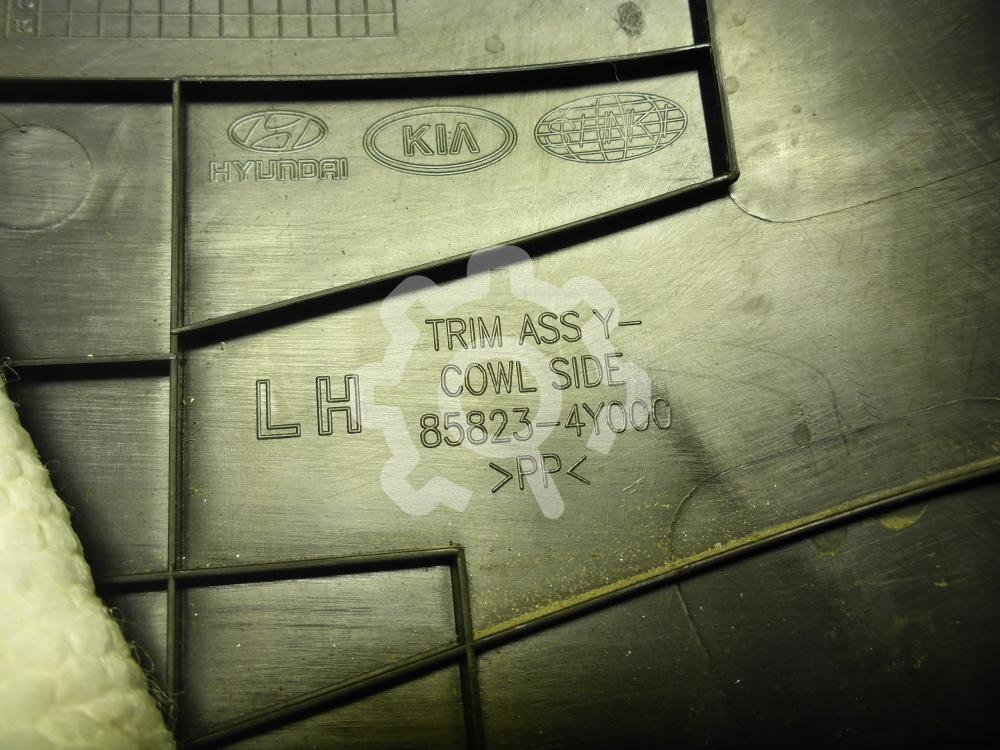 HYUNDAI
KIA
TRIM ASS Y-
COWL SIDE
LH
85823-4Y000
>PP<